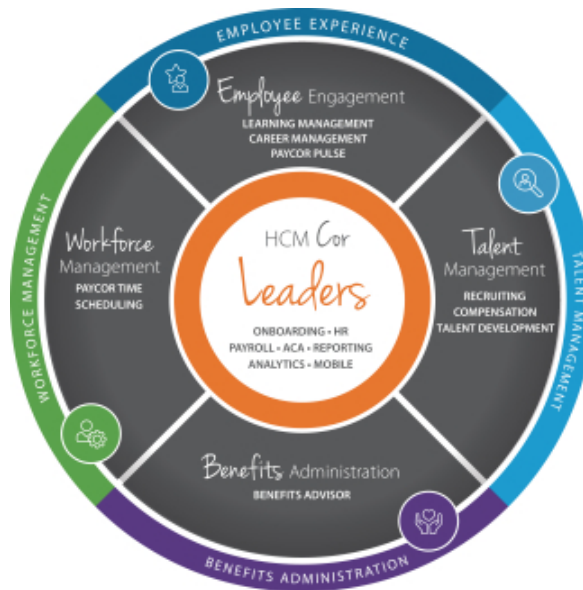 EMPLOYEE EXPERIENCE
Employee Engagement
LEARNING MANAGEMENT
CAREER MANAGEMENT
PAYCOR PULSE
WORKFORCE MANAGEMENT
Workforce
Management
PAYCOR TIME
SCHEDULING
HCM Cor
Leaders
ONBOARDING • HR
PAYROLL • ACA • REPORTING
ANALYTICS • MOBILE
Talent
Management
RECRUITING
COMPENSATION
TALENT DEVELOPMENT
TALENT MANAGEMENT
Benefits Administration
BENEFITS ADVISOR
BENEFITS ADMINISTRATION